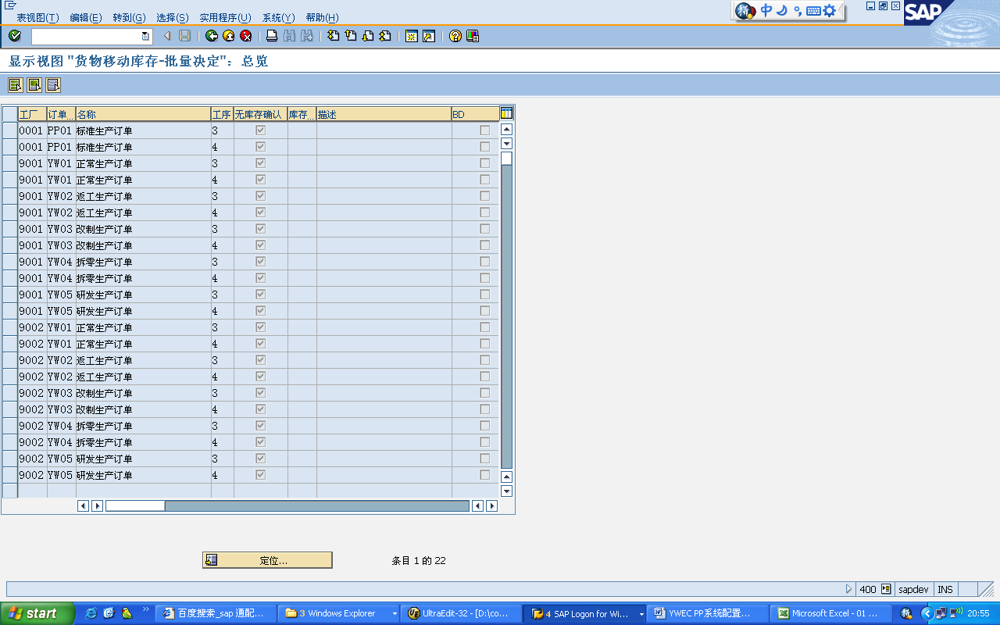 表视图(T) 编辑(E) 转到(G) 选择(S) 实用程序(U) 系统(Y) 帮助(H)
中
SAP
显示视图 "货物移动库存-批量决定": 总览
工厂 订单... 名称 工序 无库存确认 库存... 描述 BD
0001 PP01 标准生产订单 3
0001 PP01 标准生产订单 4
9001 YW01 正常生产订单 3
9001 YW01 正常生产订单 4
9001 YW02 返工生产订单 3
9001 YW02 返工生产订单 4
9001 YW03 改制生产订单 3
9001 YW03 改制生产订单 4
9001 YW04 拆零生产订单 3
9001 YW04 拆零生产订单 4
9001 YW05 研发生产订单 3
9001 YW05 研发生产订单 4
9002 YW01 正常生产订单 3
9002 YW01 正常生产订单 4
9002 YW02 返工生产订单 3
9002 YW02 返工生产订单 4
9002 YW03 改制生产订单 3
9002 YW03 改制生产订单 4
9002 YW04 拆零生产订单 3
9002 YW04 拆零生产订单 4
9002 YW05 研发生产订单 3
9002 YW05 研发生产订单 4
定位... 条目 1 的 22
400 sapdev INS
start 百度搜索_sap 通配... 3 Windows Explorer UltraEdit-32 - [D:\co... 4 SAP Logon for Wi... YWEC PP系统配置... Microsoft Excel - 01 ... 20:55